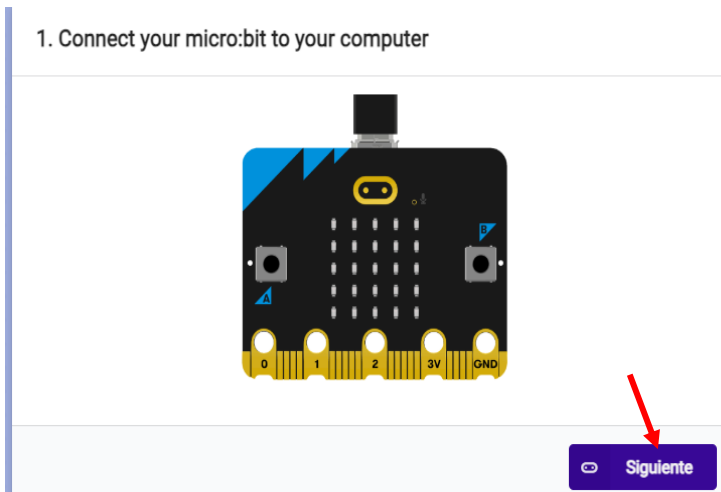 1. Connect your micro:bit to your computer
B
A
0 1 2 3V GND
Siguiente